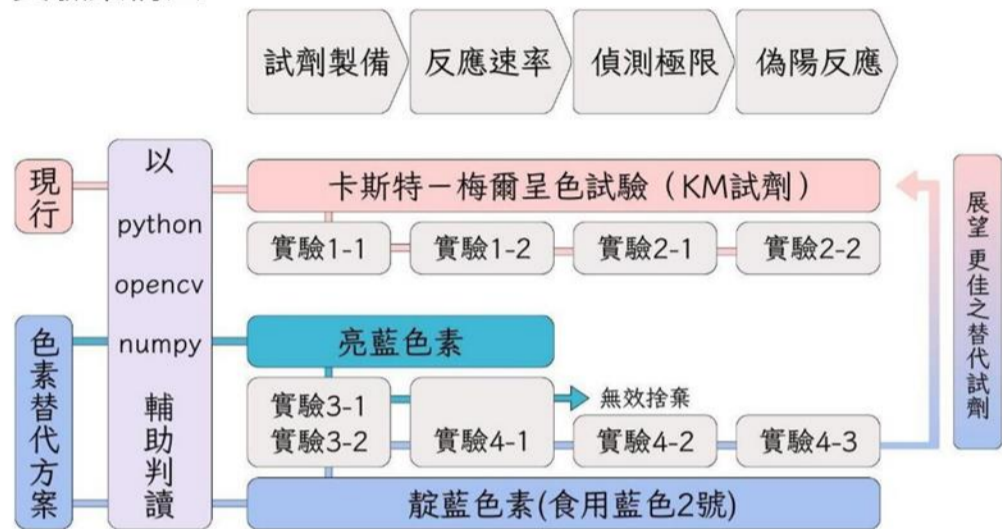 試劑製備
反應速率
偵測極限
偽陽反應
現行
以
python
opencv
numpy
輔助判讀
卡斯特－梅爾呈色試驗（KM試劑）
實驗1-1
實驗1-2
實驗2-1
實驗2-2
展望 更佳之替代試劑
色素替代方案
亮藍色素
實驗3-1
實驗3-2
無效捨棄
實驗4-1
實驗4-2
實驗4-3
靛藍色素(食用藍色2號)